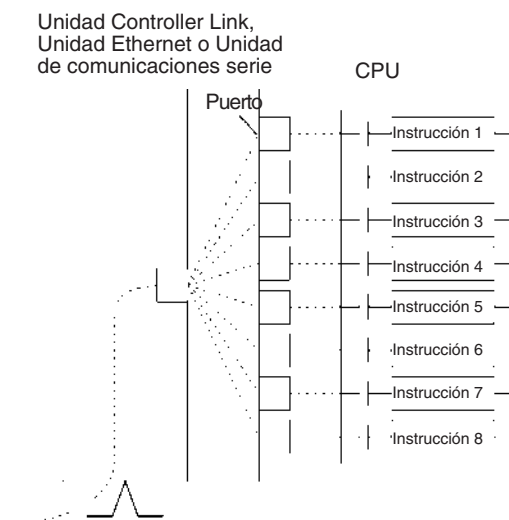 Unidad Controller Link,
Unidad Ethernet o Unidad
de comunicaciones serie
CPU
Puerto
Instrucción 1
Instrucción 2
Instrucción 3
Instrucción 4
Instrucción 5
Instrucción 6
Instrucción 7
Instrucción 8